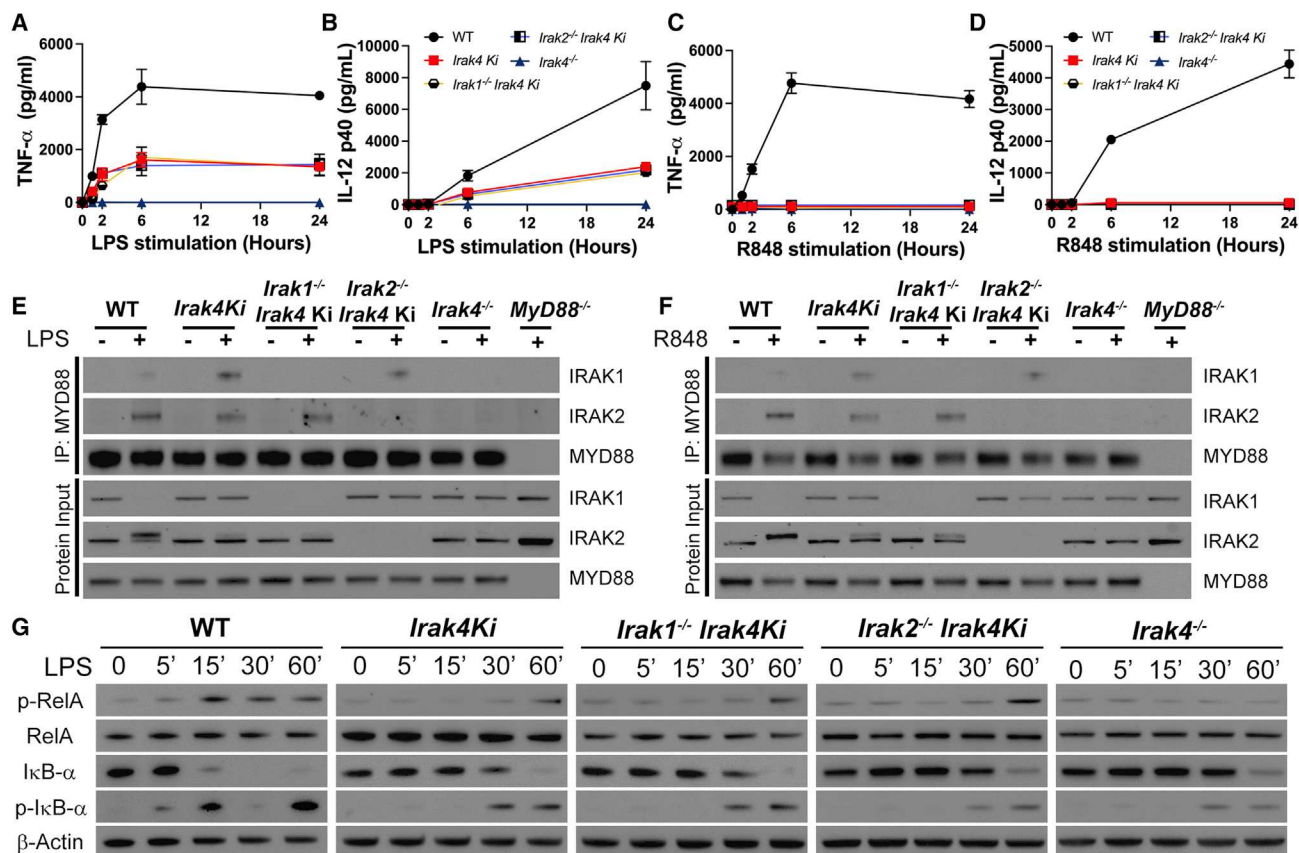 A
TNF-α (pg/ml)
6000
4000
2000
0
0 2 6 12 18 24
LPS stimulation (Hours)
B
IL-12 p40 (pg/mL)
10000
8000
6000
4000
2000
0
0 2 6 12 18 24
LPS stimulation (Hours)
WT
Irak4 Ki
Irak1-/- Irak4 Ki
Irak2-/- Irak4 Ki
Irak4-/-
C
TNF-α (pg/ml)
6000
4000
2000
0
0 2 6 12 18 24
R848 stimulation (Hours)
D
IL-12 p40 (pg/mL)
5000
4000
3000
2000
1000
0
0 2 6 12 18 24
R848 stimulation (Hours)
WT
Irak4 Ki
Irak1-/- Irak4 Ki
Irak2-/- Irak4 Ki
Irak4-/-
E
WT Irak4Ki Irak1-/- Irak4 Ki Irak2-/- Irak4 Ki Irak4-/- MyD88-/-
LPS - + - + - + - + - + +
IP: MYD88
IRAK1
IRAK2
MYD88
Protein Input
IRAK1
IRAK2
MYD88
F
WT Irak4Ki Irak1-/- Irak4 Ki Irak2-/- Irak4 Ki Irak4-/- MyD88-/-
R848 - + - + - + - + - + +
IP: MYD88
IRAK1
IRAK2
MYD88
Protein Input
IRAK1
IRAK2
MYD88
G
WT Irak4Ki Irak1-/- Irak4Ki Irak2-/- Irak4Ki Irak4-/-
LPS 0 5' 15' 30' 60' 0 5' 15' 30' 60' 0 5' 15' 30' 60' 0 5' 15' 30' 60' 0 5' 15' 30' 60'
p-RelA
RelA
IκB-α
p-IκB-α
β-Actin